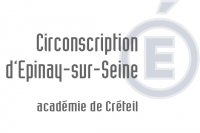 Circonscription
d'Epinay-sur-Seine
académie de Créteil